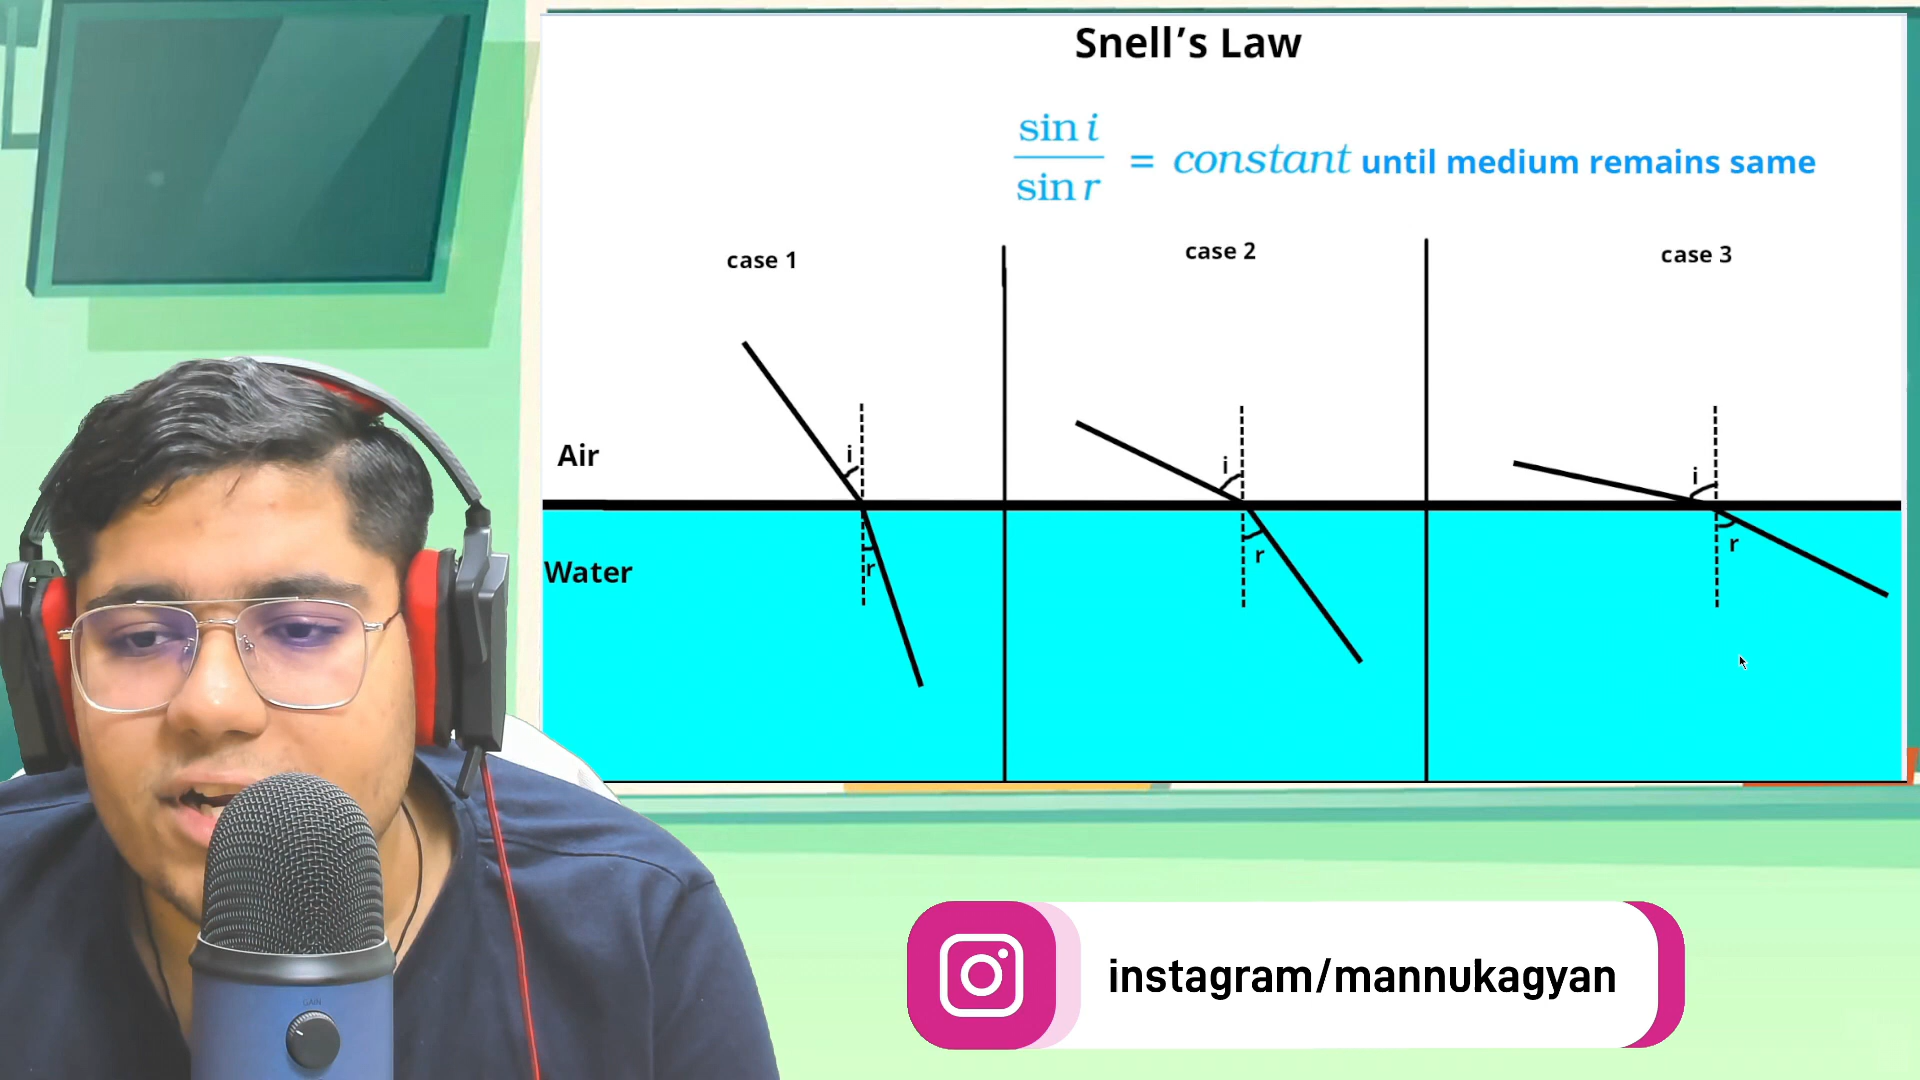 Snell's Law
sin i
sin r
= constant until medium remains same
case 1
case 2
case 3
Air
i
i
i
Water
r
r
r
GAIN
instagram/mannukagyan